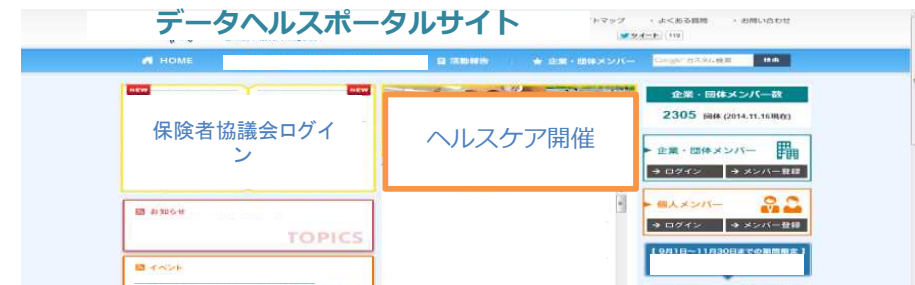 データヘルスポータルサイト
トマップ ・よくある質問 ・お問い合わせ
ツイート 119
HOME 活動報告 企業・団体メンバー 検索
NEW NEW
保険者協議会ログイ
ン
ヘルスケア開催
企業・団体メンバー数
2305 団体 (2014.11.16現在)
企業・団体メンバー
ログイン メンバー登録
個人メンバー
ログイン メンバー登録
お知らせ
TOPICS
【9月1日~11月30日までの期間限定】
イベント